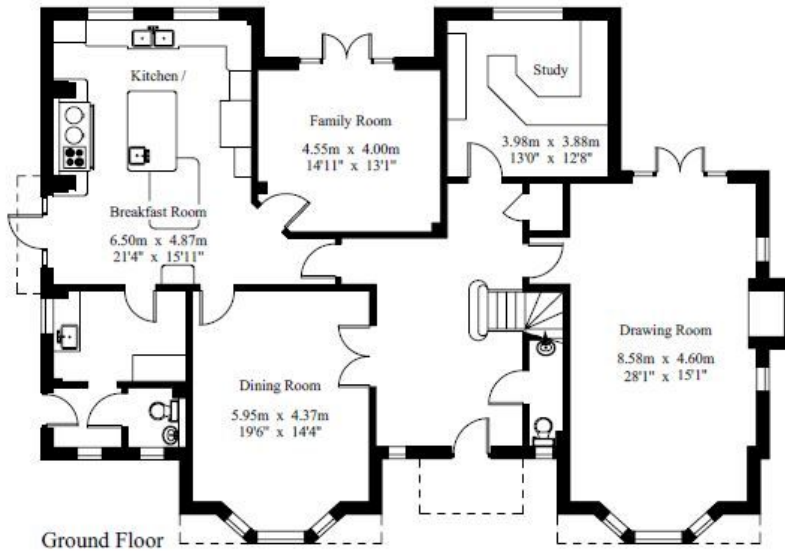 Kitchen /
Breakfast Room
6.50m x 4.87m
21'4" x 15'11"
Family Room
4.55m x 4.00m
14'11" x 13'1"
Study
3.98m x 3.88m
13'0" x 12'8"
Dining Room
5.95m x 4.37m
19'6" x 14'4"
Drawing Room
8.58m x 4.60m
28'1" x 15'1"
Ground Floor